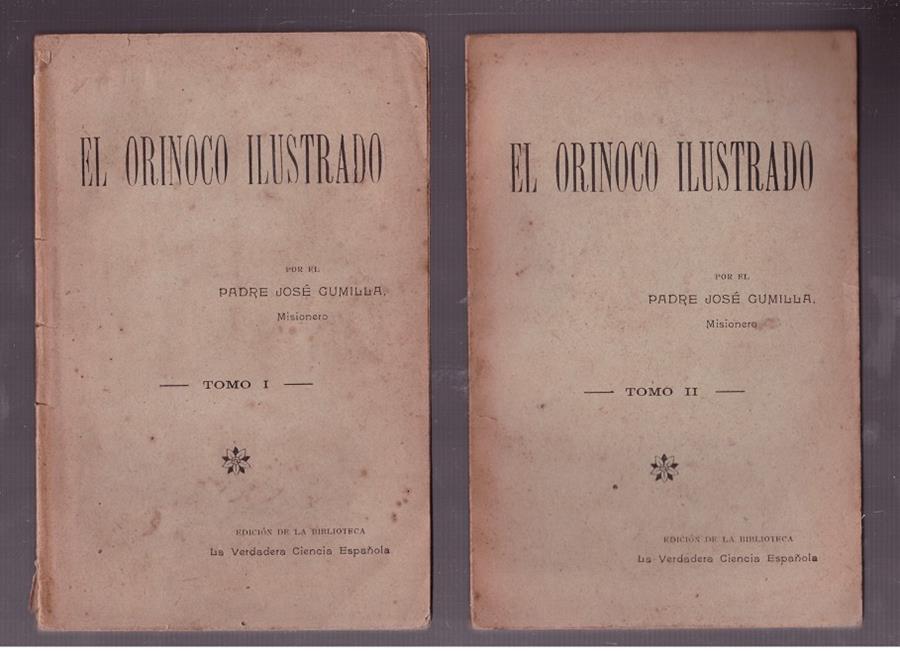 EL ORINOCO ILUSTRADO
POR EL
PADRE JOSÉ GUMILLA,
Misionero
TOMO I
EDICIÓN DE LA BIBLIOTECA
La Verdadera Ciencia Española
EL ORINOCO ILUSTRADO
POR EL
PADRE JOSÉ GUMILLA,
Misionero
TOMO II
EDICIÓN DE LA BIBLIOTECA
La Verdadera Ciencia Española